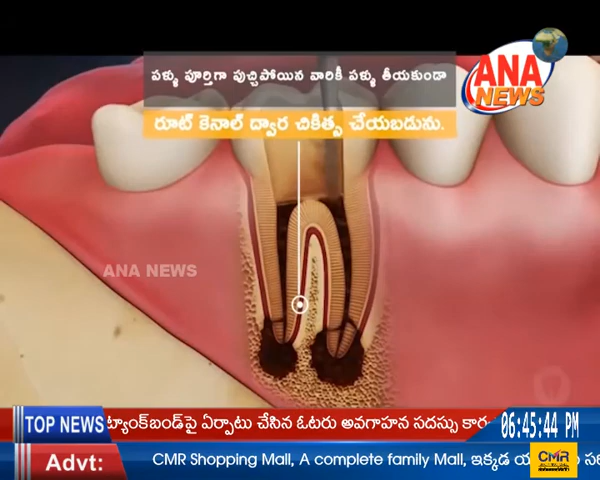 పళ్ళు పూర్తిగా పుచ్చిపోయిన వారికీ పళ్ళు తీయకుండా
ANA
NEWS
రూట్ కెనాల్ ద్వార చికిత్స చేయబడును.
ANA NEWS
TOP NEWS
ట్యాంక్‌బండ్‌పై ఏర్పాటు చేసిన ఓటరు అవగాహన సదస్సు
06:45:44 PM
Advt:
CMR Shopping Mall, A complete family Mall, ఇక్కడ
CMR